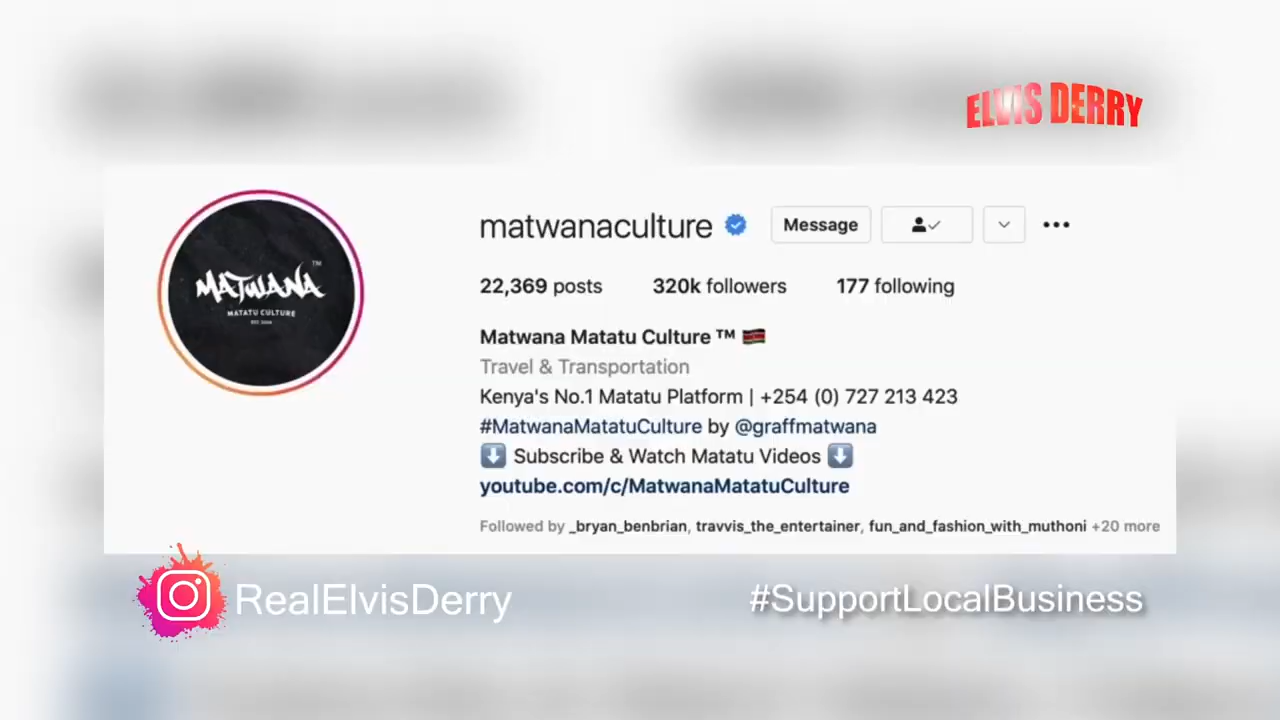 ELVIS DERRY
MATWANA™
MATATU CULTURE
matwanaculture
Message
22,369 posts 320k followers 177 following
Matwana Matatu Culture ™ 🇰🇪
Travel & Transportation
Kenya's No.1 Matatu Platform | +254 (0) 727 213 423
#MatwanaMatatuCulture by @graffmatwana
⬇️ Subscribe & Watch Matatu Videos ⬇️
youtube.com/c/MatwanaMatatuCulture
Followed by _bryan_benbrian, travvis_the_entertainer, fun_and_fashion_with_muthoni +20 more
RealElvisDerry
#SupportLocalBusiness